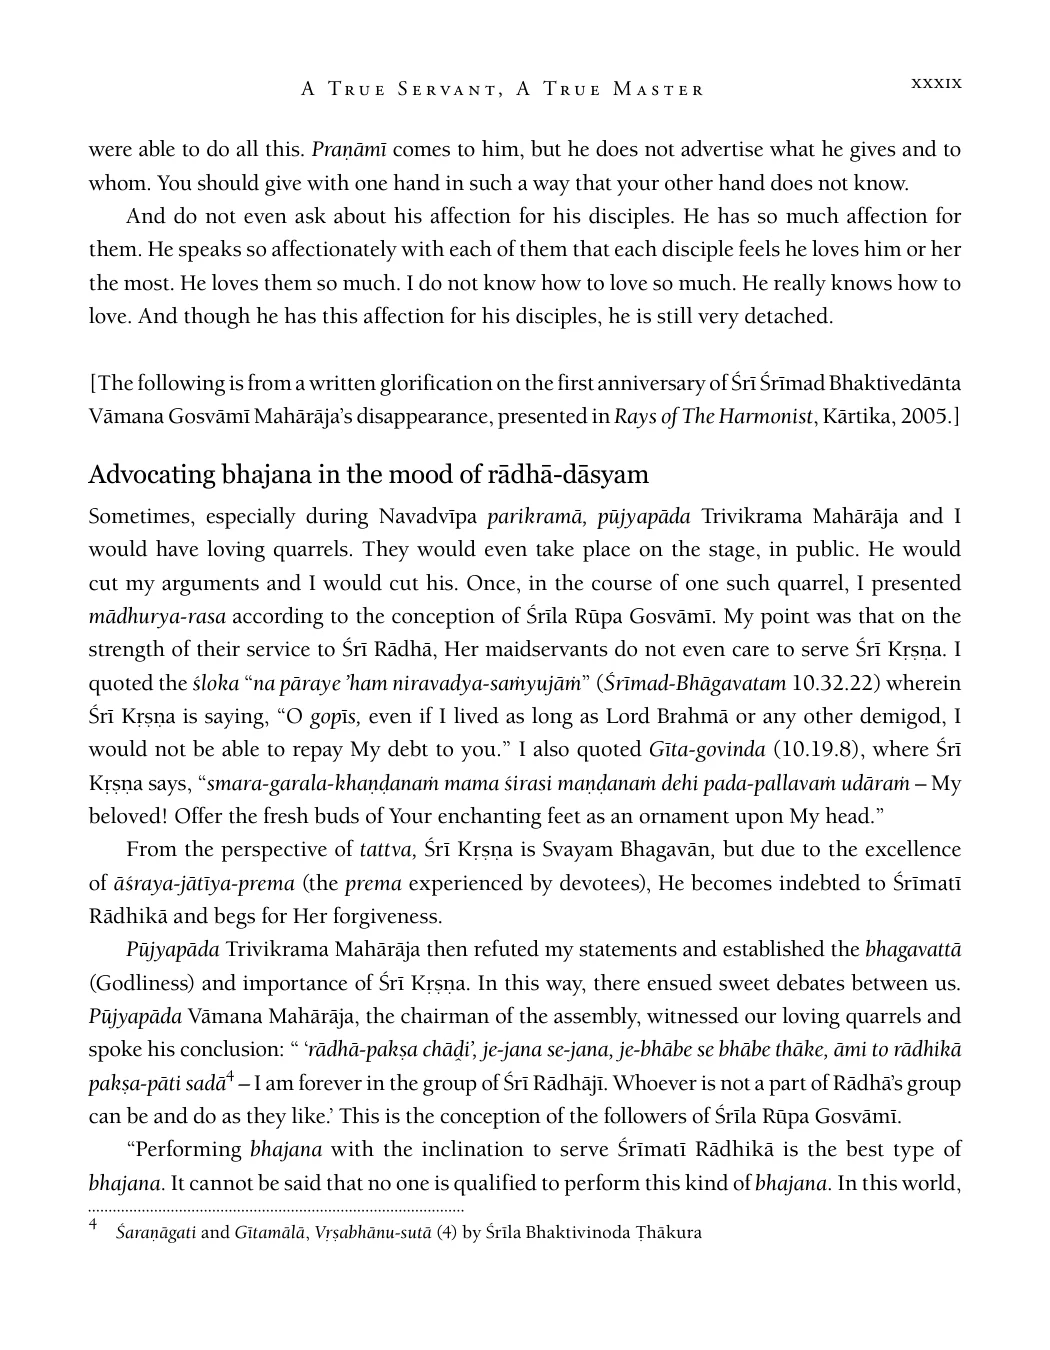 A True Servant, A True Master xxxix
were able to do all this. Praṇāmī comes to him, but he does not advertise what he gives and to
whom. You should give with one hand in such a way that your other hand does not know.
And do not even ask about his affection for his disciples. He has so much affection for
them. He speaks so affectionately with each of them that each disciple feels he loves him or her
the most. He loves them so much. I do not know how to love so much. He really knows how to
love. And though he has this affection for his disciples, he is still very detached.
[The following is from a written glorification on the first anniversary of Śrī Śrīmad Bhaktivedānta
Vāmana Gosvāmī Mahārāja’s disappearance, presented in Rays of The Harmonist, Kārtika, 2005.]
Advocating bhajana in the mood of rādhā-dāsyam
Sometimes, especially during Navadvīpa parikramā, pūjyapāda Trivikrama Mahārāja and I
would have loving quarrels. They would even take place on the stage, in public. He would
cut my arguments and I would cut his. Once, in the course of one such quarrel, I presented
mādhurya-rasa according to the conception of Śrīla Rūpa Gosvāmī. My point was that on the
strength of their service to Śrī Rādhā, Her maidservants do not even care to serve Śrī Kṛṣṇa. I
quoted the śloka “na pāraye ’ham niravadya-saṁyujāṁ” (Śrīmad-Bhāgavatam 10.32.22) wherein
Śrī Kṛṣṇa is saying, “O gopīs, even if I lived as long as Lord Brahmā or any other demigod, I
would not be able to repay My debt to you.” I also quoted Gīta-govinda (10.19.8), where Śrī
Kṛṣṇa says, “smara-garala-khaṇḍanaṁ mama śirasi maṇḍanaṁ dehi pada-pallavaṁ udāraṁ – My
beloved! Offer the fresh buds of Your enchanting feet as an ornament upon My head.”
From the perspective of tattva, Śrī Kṛṣṇa is Svayam Bhagavān, but due to the excellence
of āśraya-jātīya-prema (the prema experienced by devotees), He becomes indebted to Śrīmatī
Rādhikā and begs for Her forgiveness.
Pūjyapāda Trivikrama Mahārāja then refuted my statements and established the bhagavattā
(Godliness) and importance of Śrī Kṛṣṇa. In this way, there ensued sweet debates between us.
Pūjyapāda Vāmana Mahārāja, the chairman of the assembly, witnessed our loving quarrels and
spoke his conclusion: “ ‘rādhā-pakṣa chāḓi’, je-jana se-jana, je-bhābe se bhābe thāke, āmi to rādhikā
pakṣa-pāti sadā4 – I am forever in the group of Śrī Rādhājī. Whoever is not a part of Rādhā’s group
can be and do as they like.’ This is the conception of the followers of Śrīla Rūpa Gosvāmī.
“Performing bhajana with the inclination to serve Śrīmatī Rādhikā is the best type of
bhajana. It cannot be said that no one is qualified to perform this kind of bhajana. In this world,
4 Śaraṇāgati and Gītamālā, Vṛṣabhānu-sutā (4) by Śrīla Bhaktivinoda Ṭhākura